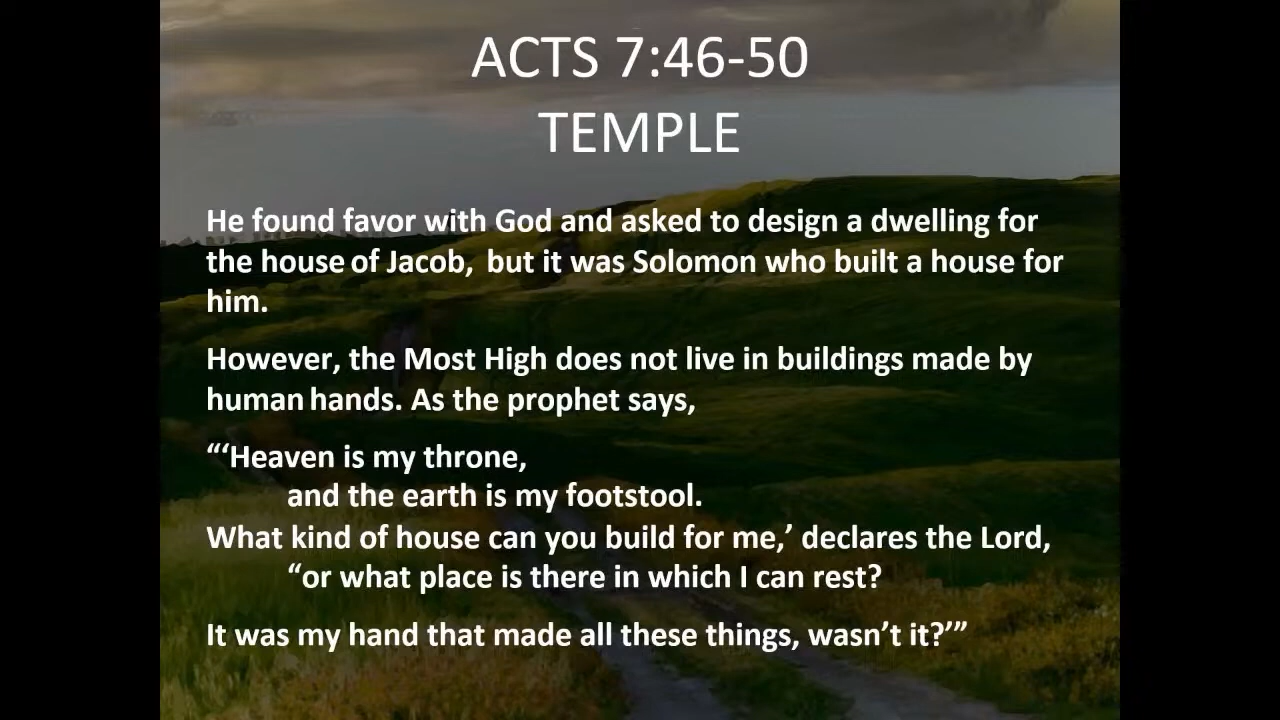 ACTS 7:46-50
TEMPLE
He found favor with God and asked to design a dwelling for
the house of Jacob, but it was Solomon who built a house for
him.
However, the Most High does not live in buildings made by
human hands. As the prophet says,
“‘Heaven is my throne,
and the earth is my footstool.
What kind of house can you build for me,’ declares the Lord,
“or what place is there in which I can rest?
It was my hand that made all these things, wasn’t it?’”